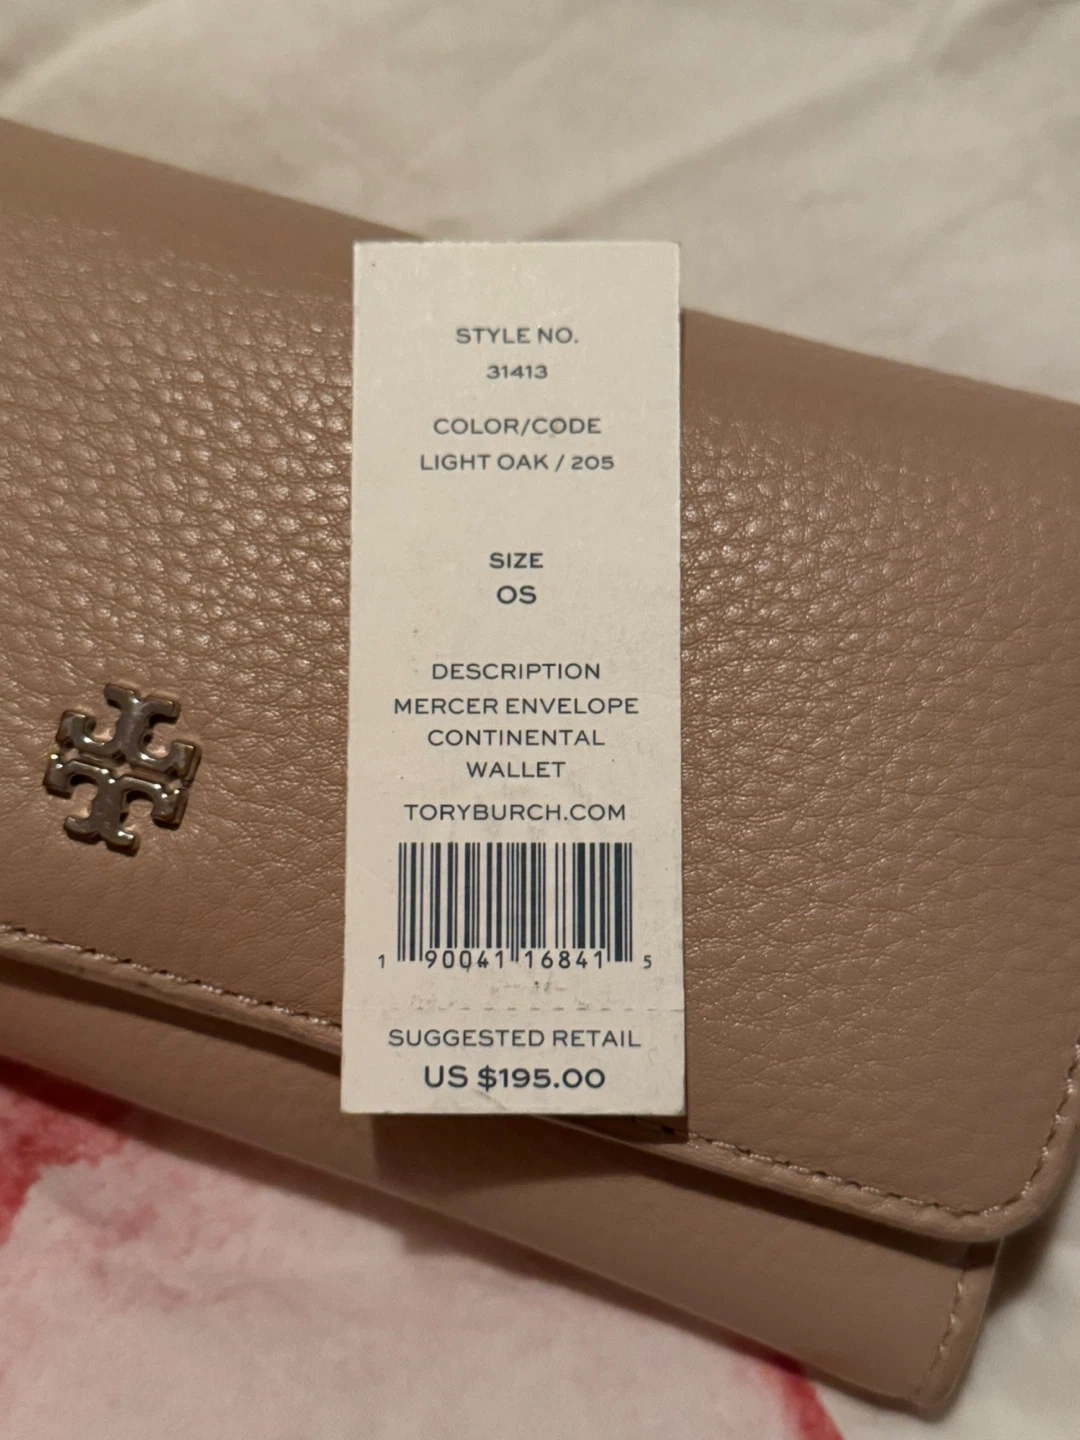 STYLE NO.
31413
COLOR/CODE
LIGHT OAK / 205
SIZE
OS
DESCRIPTION
MERCER ENVELOPE
CONTINENTAL
WALLET
TORYBURCH.COM
1 90041 16841 5
SUGGESTED RETAIL
US $195.00